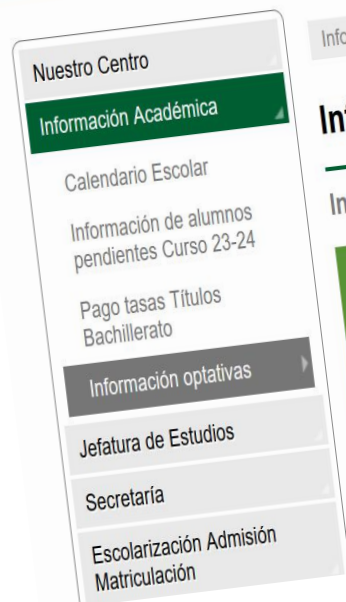 Nuestro Centro
Información Académica
Calendario Escolar
Información de alumnos
pendientes Curso 23-24
Pago tasas Títulos
Bachillerato
Información optativas
Jefatura de Estudios
Secretaría
Escolarización Admisión
Matriculación